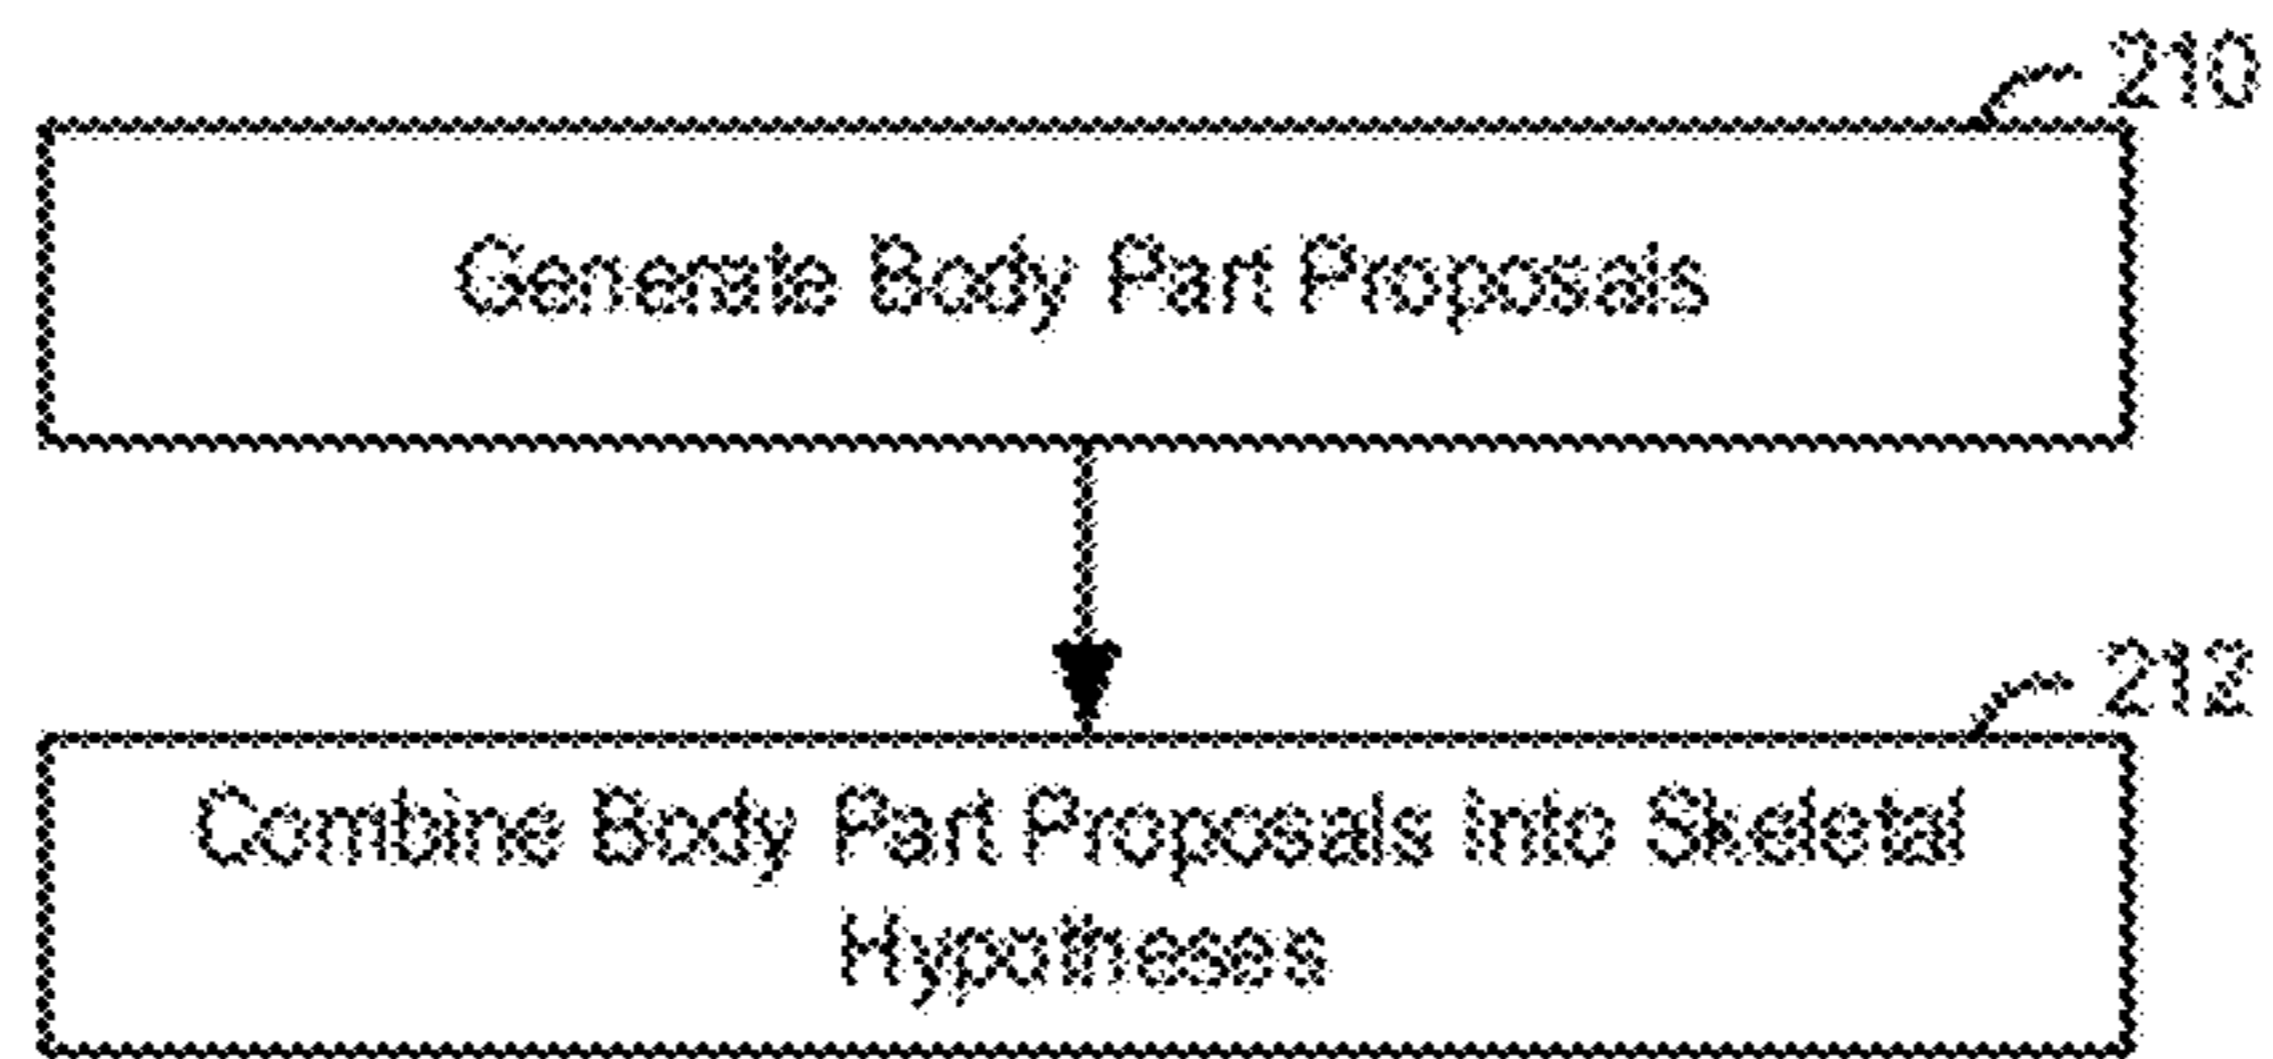 210
Generate Body Part Proposals
212
Combine Body Part Proposals into Skeletal
Hypotheses